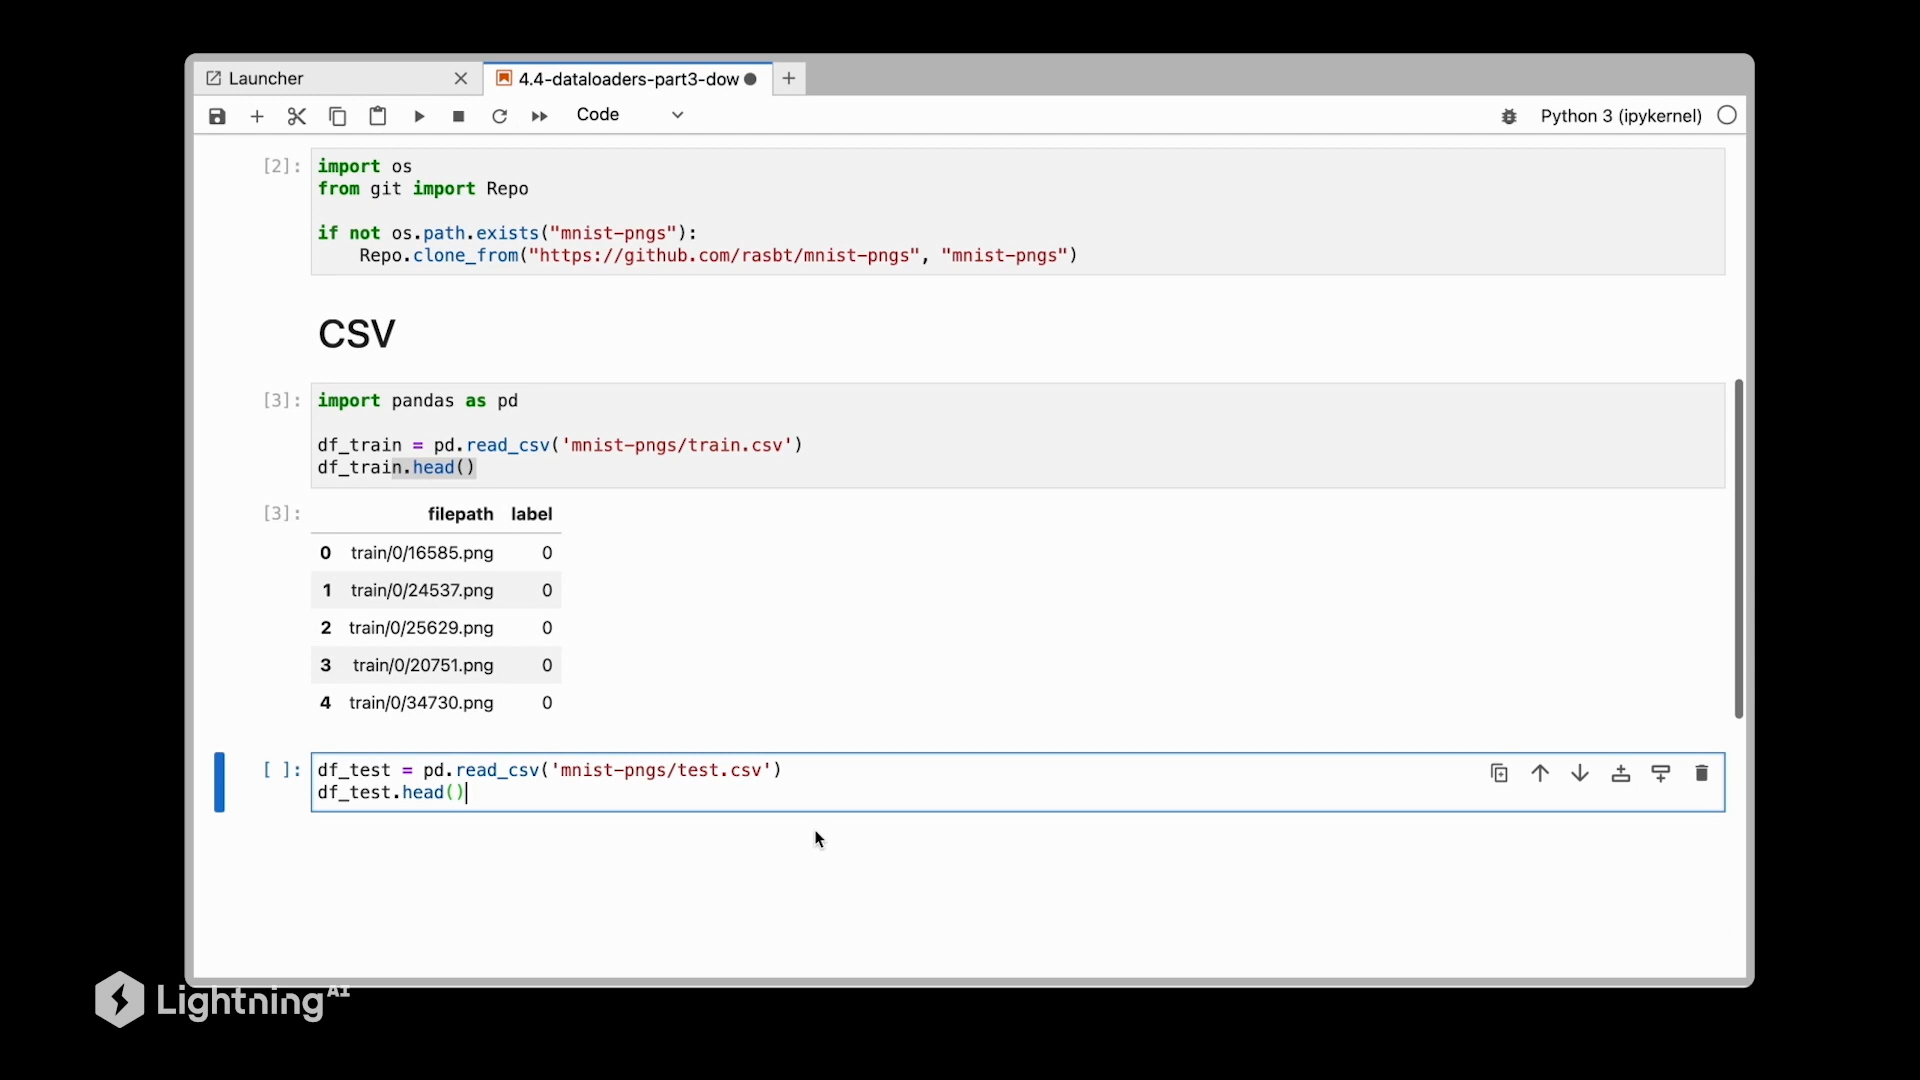 Launcher
4.4-dataloaders-part3-dow
Code
Python 3 (ipykernel)
[2]:
import os
from git import Repo
if not os.path.exists("mnist-pngs"):
    Repo.clone_from("https://github.com/rasbt/mnist-pngs", "mnist-pngs")
CSV
[3]:
import pandas as pd
df_train = pd.read_csv('mnist-pngs/train.csv')
df_train.head()
[3]:
filepath label
0 train/0/16585.png 0
1 train/0/24537.png 0
2 train/0/25629.png 0
3 train/0/20751.png 0
4 train/0/34730.png 0
[ ]:
df_test = pd.read_csv('mnist-pngs/test.csv')
df_test.head()
Lightning AI